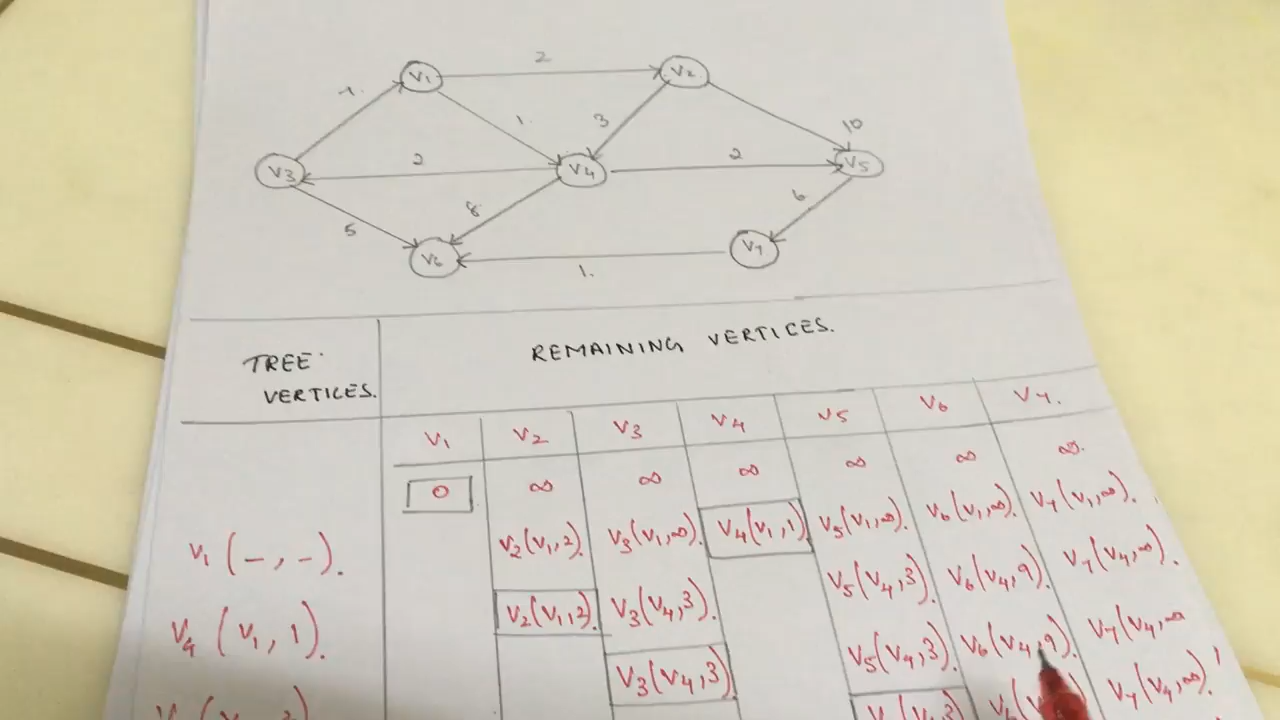 2
V1
V2
1.
3
10
2
V3
V4
2
V5
8
6
5
V6
V7
1.
TREE
VERTICES.
REMAINING VERTICES.
V1 V2 V3 V4 V5 V6 V7.
0 ∞ ∞ ∞ ∞ ∞ ∞.
V1 (-, -). V2(V1,2). V3(V1,∞). V4(V1,1) V5(V1,∞). V6(V1,∞). V7(V1,∞).
V4 (V1, 1). V2(V1,2). V3(V4,3). V5(V4,3). V6(V4,9). V7(V4,∞).
V3(V4,3). V5(V4,3). V6(V4,9). V7(V4,∞
V7(V4,∞).